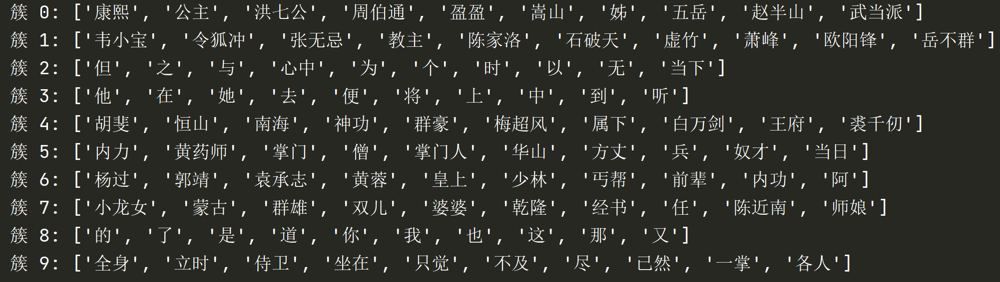 簇 0: ['康熙', '公主', '洪七公', '周伯通', '盈盈', '嵩山', '姊', '五岳', '赵半山', '武当派']
簇 1: ['韦小宝', '令狐冲', '张无忌', '教主', '陈家洛', '石破天', '虚竹', '萧峰', '欧阳锋', '岳不群']
簇 2: ['但', '之', '与', '心中', '为', '个', '时', '以', '无', '当下']
簇 3: ['他', '在', '她', '去', '便', '将', '上', '中', '到', '听']
簇 4: ['胡斐', '恒山', '南海', '神功', '群豪', '梅超风', '属下', '白万剑', '王府', '裘千仞']
簇 5: ['内力', '黄药师', '掌门', '僧', '掌门人', '华山', '方丈', '兵', '奴才', '当日']
簇 6: ['杨过', '郭靖', '袁承志', '黄蓉', '皇上', '少林', '丐帮', '前辈', '内功', '阿']
簇 7: ['小龙女', '蒙古', '群雄', '双儿', '婆婆', '乾隆', '经书', '任', '陈近南', '师娘']
簇 8: ['的', '了', '是', '道', '你', '我', '也', '这', '那', '又']
簇 9: ['全身', '立时', '侍卫', '坐在', '只觉', '不及', '尽', '已然', '一掌', '各人']